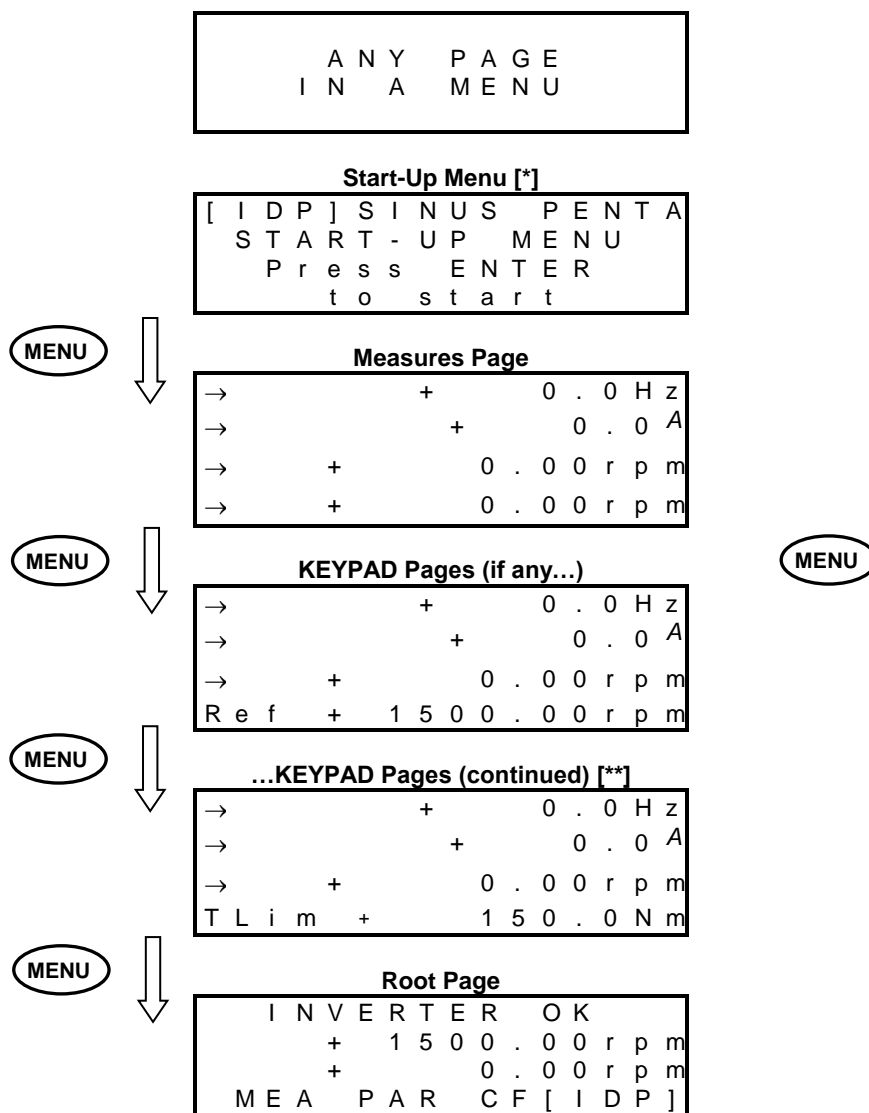 ANY PAGE
IN A MENU
Start-Up Menu [*]
[IDP]SINUS PENTA
START-UP MENU
Press ENTER
to start
MENU
Measures Page
→ + 0.0Hz
→ + 0.0A
→ + 0.00rpm
→ + 0.00rpm
MENU
KEYPAD Pages (if any…)
MENU
→ + 0.0Hz
→ + 0.0A
→ + 0.00rpm
Ref + 1500.00rpm
MENU
…KEYPAD Pages (continued) [**]
→ + 0.0Hz
→ + 0.0A
→ + 0.00rpm
TLim + 150.0Nm
MENU
Root Page
INVERTER OK
+ 1500.00rpm
+ 0.00rpm
MEA PAR CF[IDP]